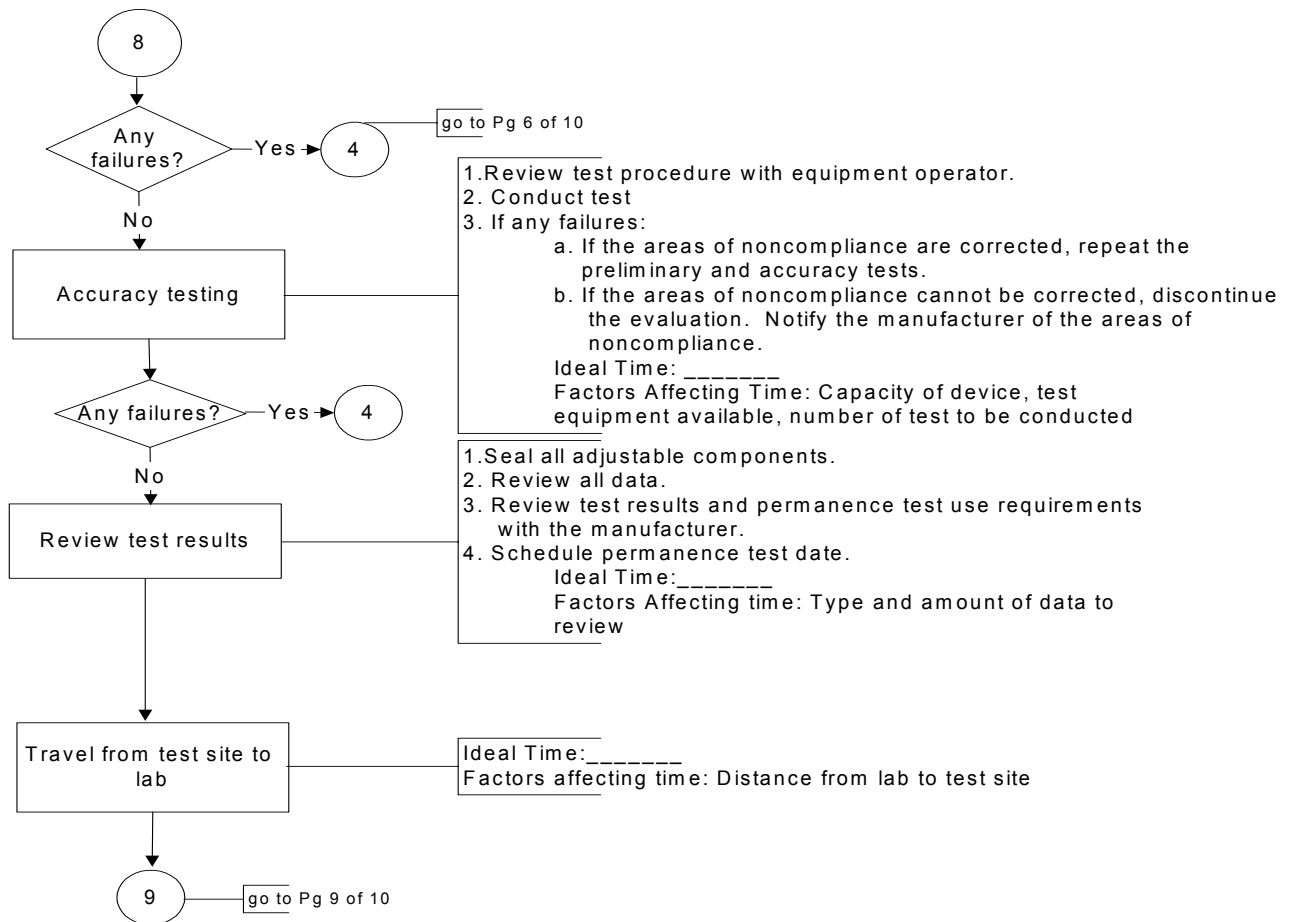 8
go to Pg 6 of 10
Any
failures?
Yes
4
No
1.Review test procedure with equipment operator.
2. Conduct test
3. If any failures:
a. If the areas of noncompliance are corrected, repeat the
preliminary and accuracy tests.
b. If the areas of noncompliance cannot be corrected, discontinue
the evaluation. Notify the manufacturer of the areas of
noncompliance.
Ideal Time: _______
Factors Affecting Time: Capacity of device, test
equipment available, number of test to be conducted
Accuracy testing
Any failures?
Yes
4
No
1.Seal all adjustable components.
2. Review all data.
3. Review test results and permanence test use requirements
with the manufacturer.
4. Schedule permanence test date.
Ideal Time:_______
Factors Affecting time: Type and amount of data to
review
Review test results
Travel from test site to
lab
Ideal Time:_______
Factors affecting time: Distance from lab to test site
9
go to Pg 9 of 10